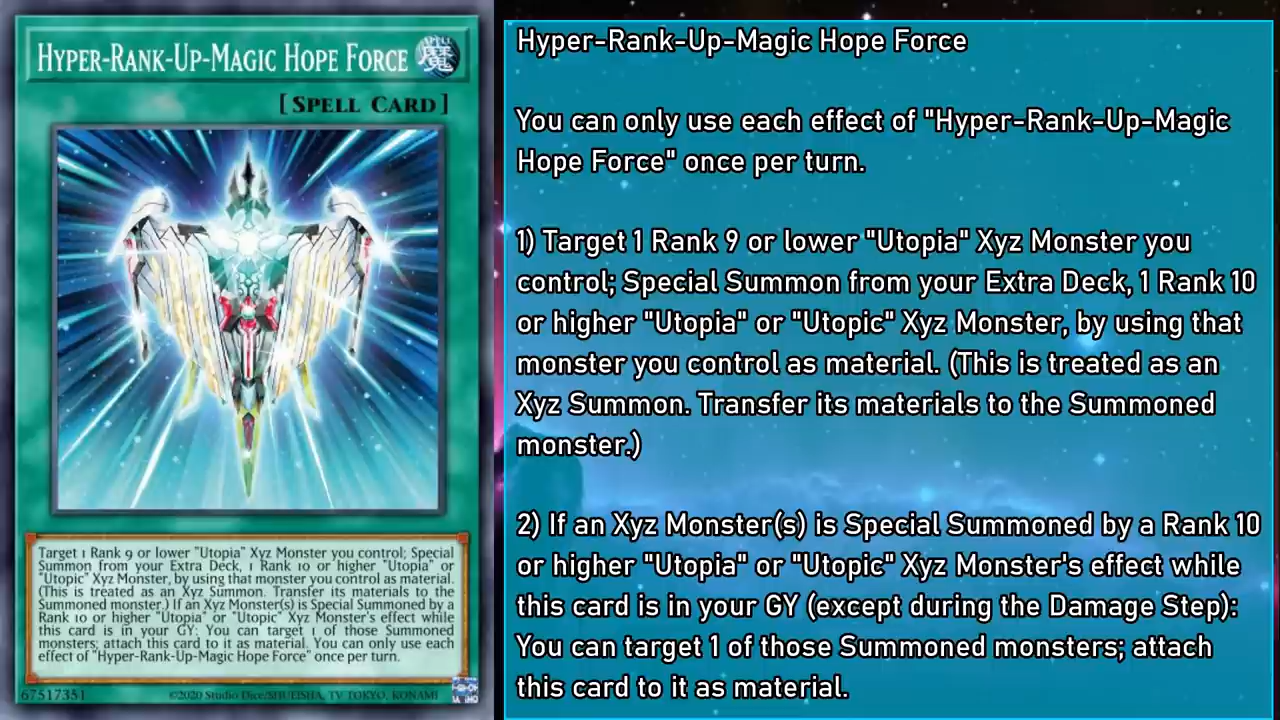 HYPER-RANK-UP-MAGIC HOPE FORCE
魔
[SPELL CARD]
Target 1 Rank 9 or lower "Utopia" Xyz Monster you control; Special
Summon from your Extra Deck, 1 Rank 10 or higher "Utopia" or
"Utopic" Xyz Monster, by using that monster you control as material.
(This is treated as an Xyz Summon. Transfer its materials to the
Summoned monster.) If an Xyz Monster(s) is Special Summoned by a
Rank 10 or higher "Utopia" or "Utopic" Xyz Monster's effect while
this card is in your GY: You can target 1 of those Summoned
monsters; attach this card to it as material. You can only use each
effect of "Hyper-Rank-Up-Magic Hope Force" once per turn.
67517351 ©2020 Studio Dice/SHUEISHA, TV TOKYO, KONAMI
Hyper-Rank-Up-Magic Hope Force
You can only use each effect of "Hyper-Rank-Up-Magic
Hope Force" once per turn.
1) Target 1 Rank 9 or lower "Utopia" Xyz Monster you
control; Special Summon from your Extra Deck, 1 Rank 10
or higher "Utopia" or "Utopic" Xyz Monster, by using that
monster you control as material. (This is treated as an
Xyz Summon. Transfer its materials to the Summoned
monster.)
2) If an Xyz Monster(s) is Special Summoned by a Rank 10
or higher "Utopia" or "Utopic" Xyz Monster's effect while
this card is in your GY (except during the Damage Step):
You can target 1 of those Summoned monsters; attach
this card to it as material.